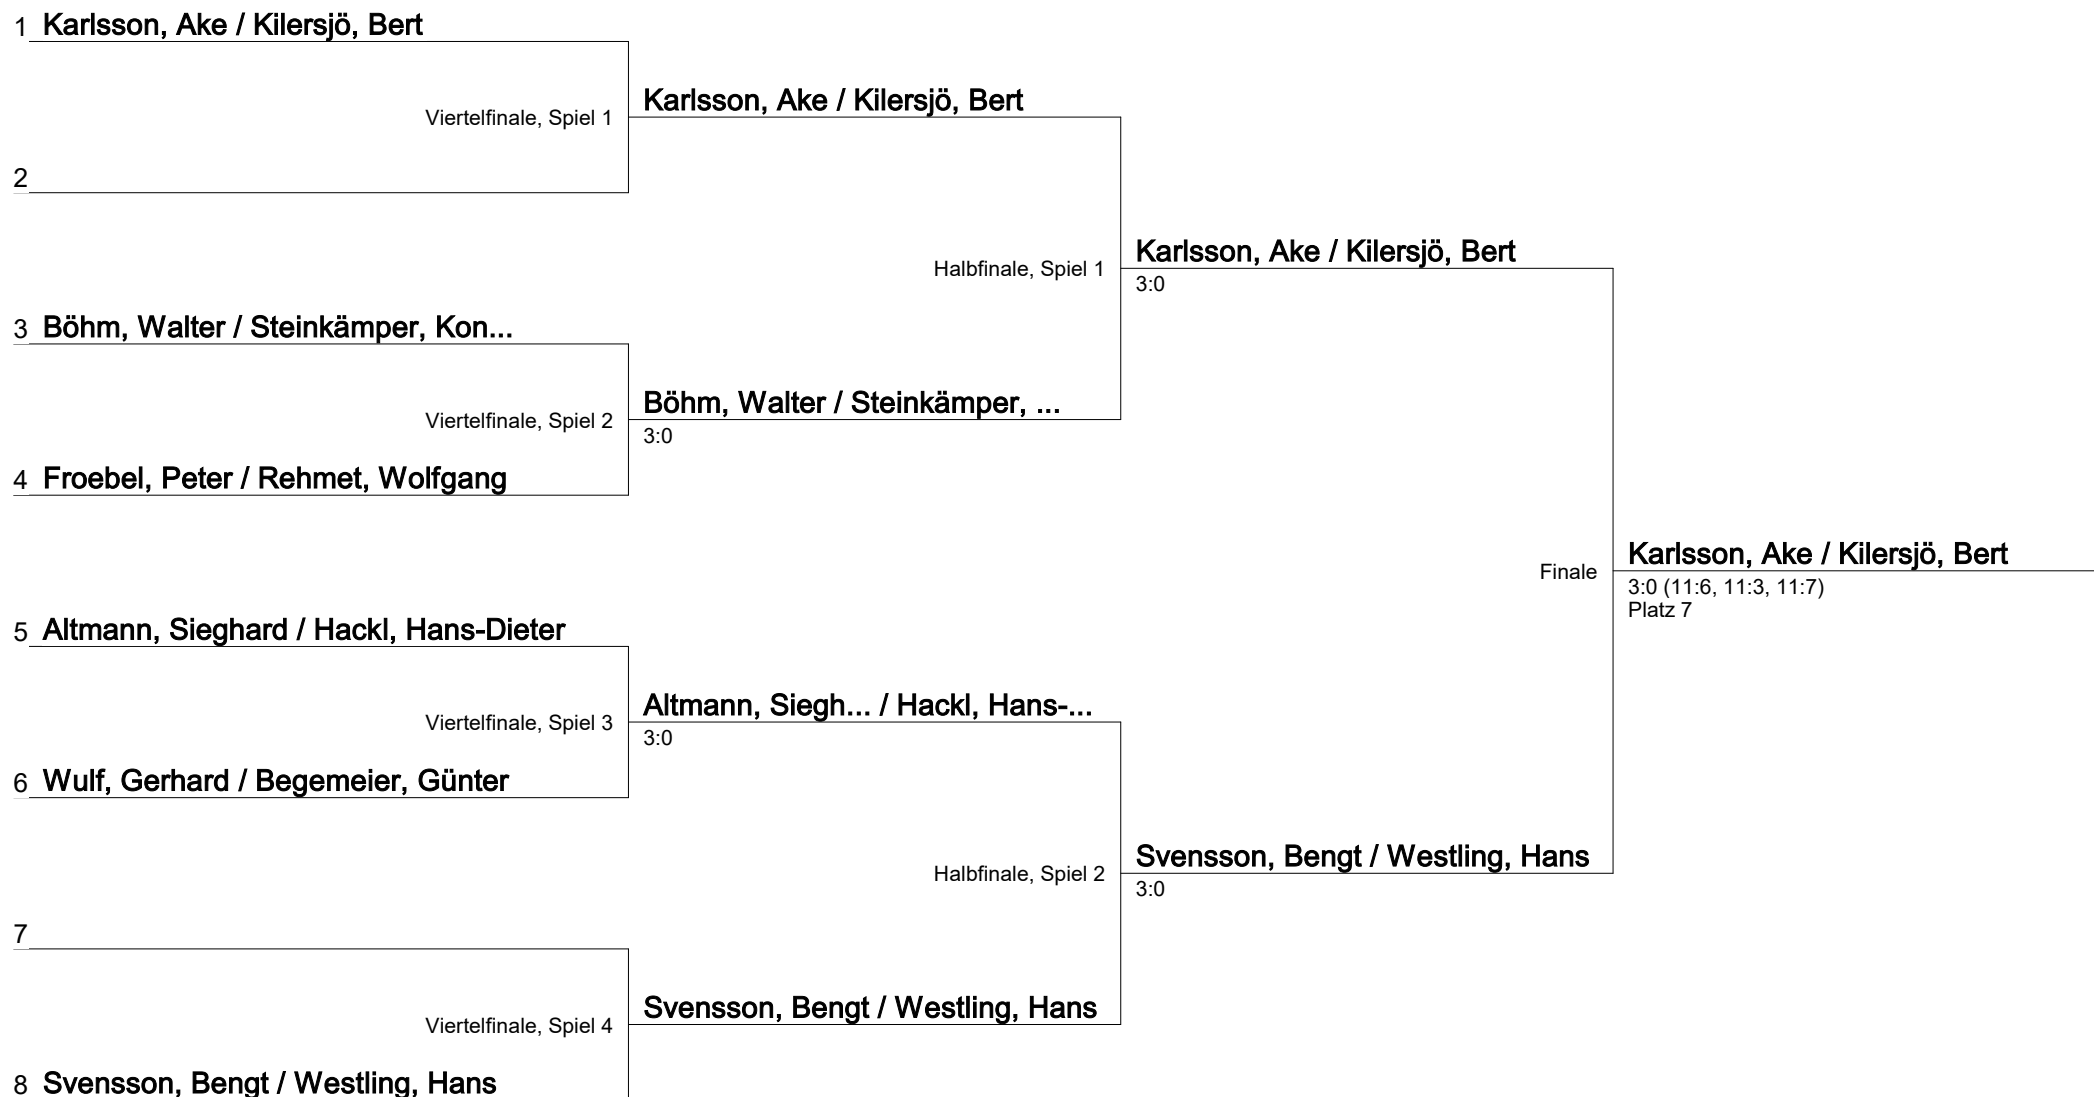 1 Karlsson, Ake / Kilersjö, Bert
Karlsson, Ake / Kilersjö, Bert
Viertelfinale, Spiel 1
2
Karlsson, Ake / Kilersjö, Bert
Halbfinale, Spiel 1
3:0
3 Böhm, Walter / Steinkämper, Kon...
Böhm, Walter / Steinkämper, ...
Viertelfinale, Spiel 2
3:0
4 Froebel, Peter / Rehmet, Wolfgang
Karlsson, Ake / Kilersjö, Bert
Finale
3:0 (11:6, 11:3, 11:7)
Platz 7
5 Altmann, Sieghard / Hackl, Hans-Dieter
Altmann, Siegh... / Hackl, Hans-...
Viertelfinale, Spiel 3
3:0
6 Wulf, Gerhard / Begemeier, Günter
Svensson, Bengt / Westling, Hans
Halbfinale, Spiel 2
3:0
7
Svensson, Bengt / Westling, Hans
Viertelfinale, Spiel 4
8 Svensson, Bengt / Westling, Hans